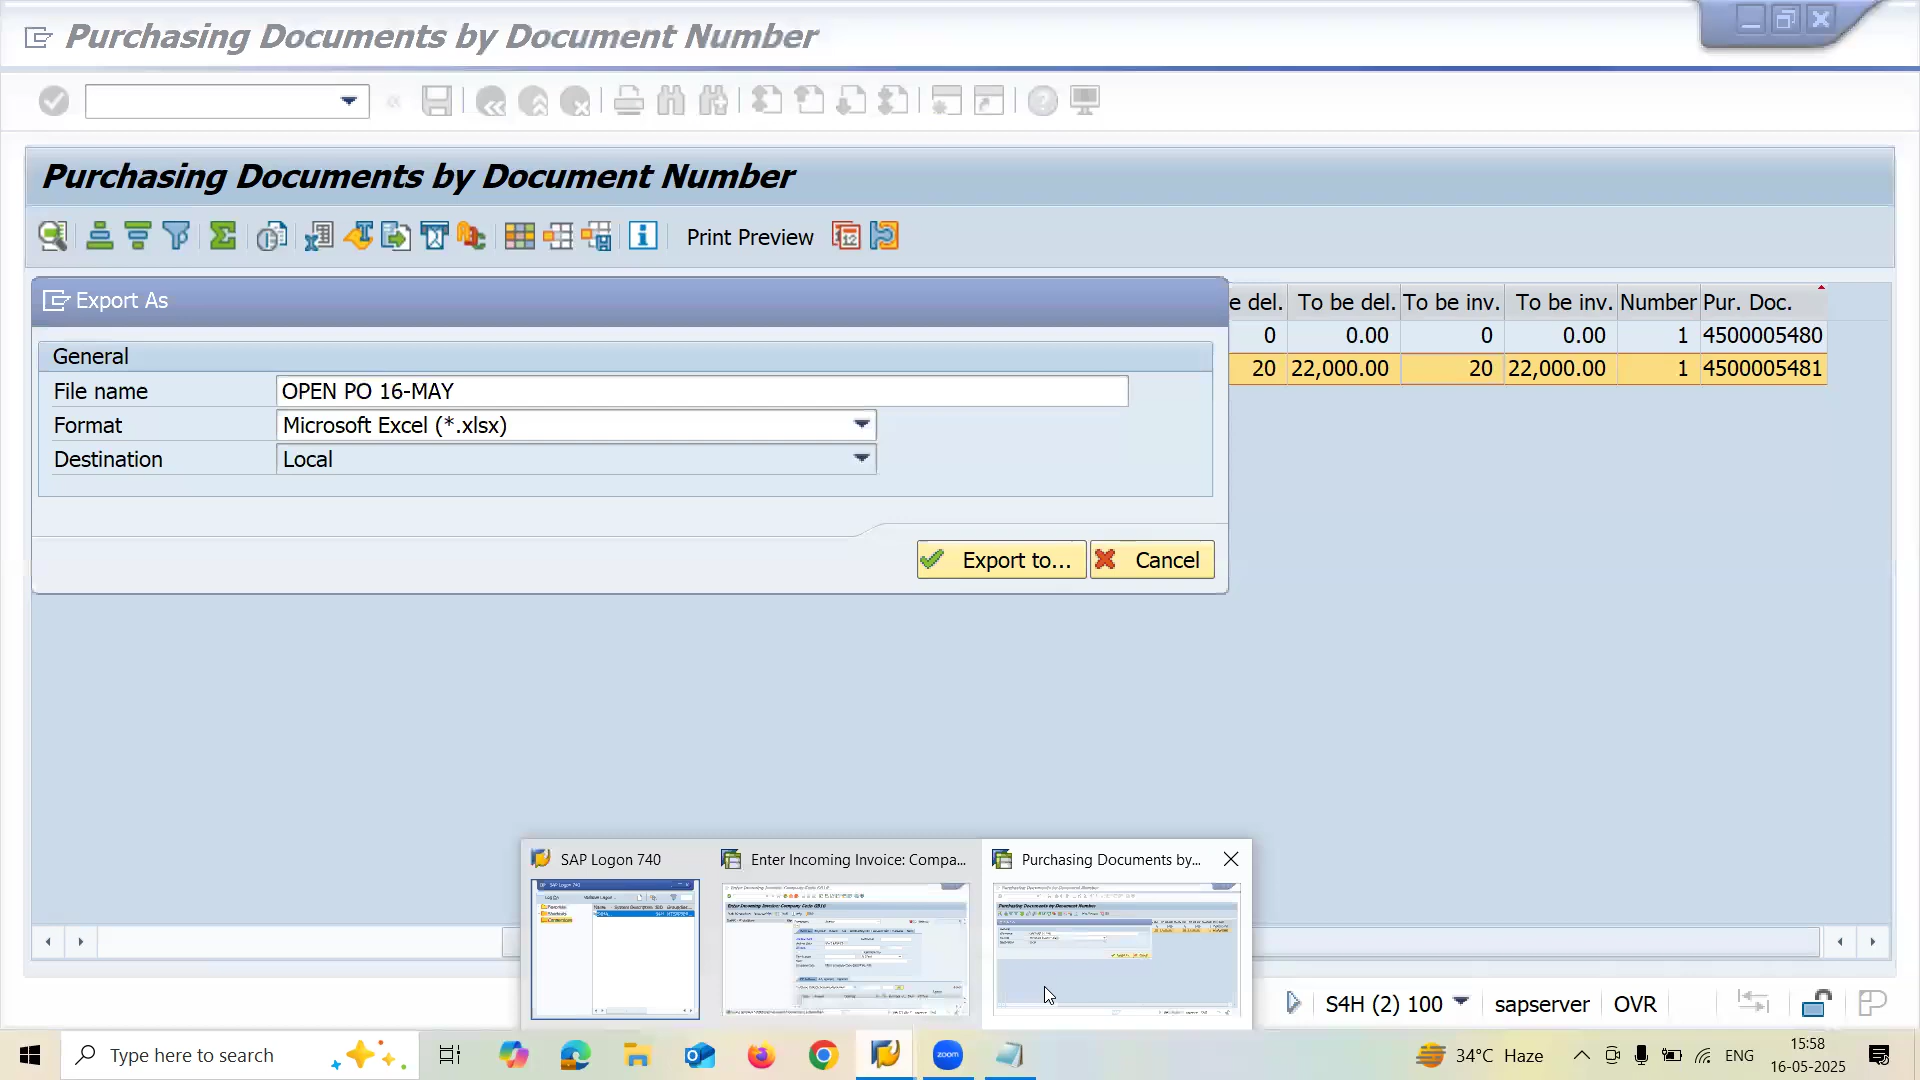 Purchasing Documents by Document Number
Purchasing Documents by Document Number
Print Preview
Export As
General
File name OPEN PO 16-MAY
Format Microsoft Excel (*.xlsx)
Destination Local
Export to... Cancel
e del. To be del. To be inv. To be inv. Number Pur. Doc.
0 0.00 0 0.00 1 4500005480
20 22,000.00 20 22,000.00 1 4500005481
SAP Logon 740 Enter Incoming Invoice: Compa... Purchasing Documents by...
S4H (2) 100 sapserver OVR
Type here to search
zoom
34°C Haze
ENG
15:58
16-05-2025